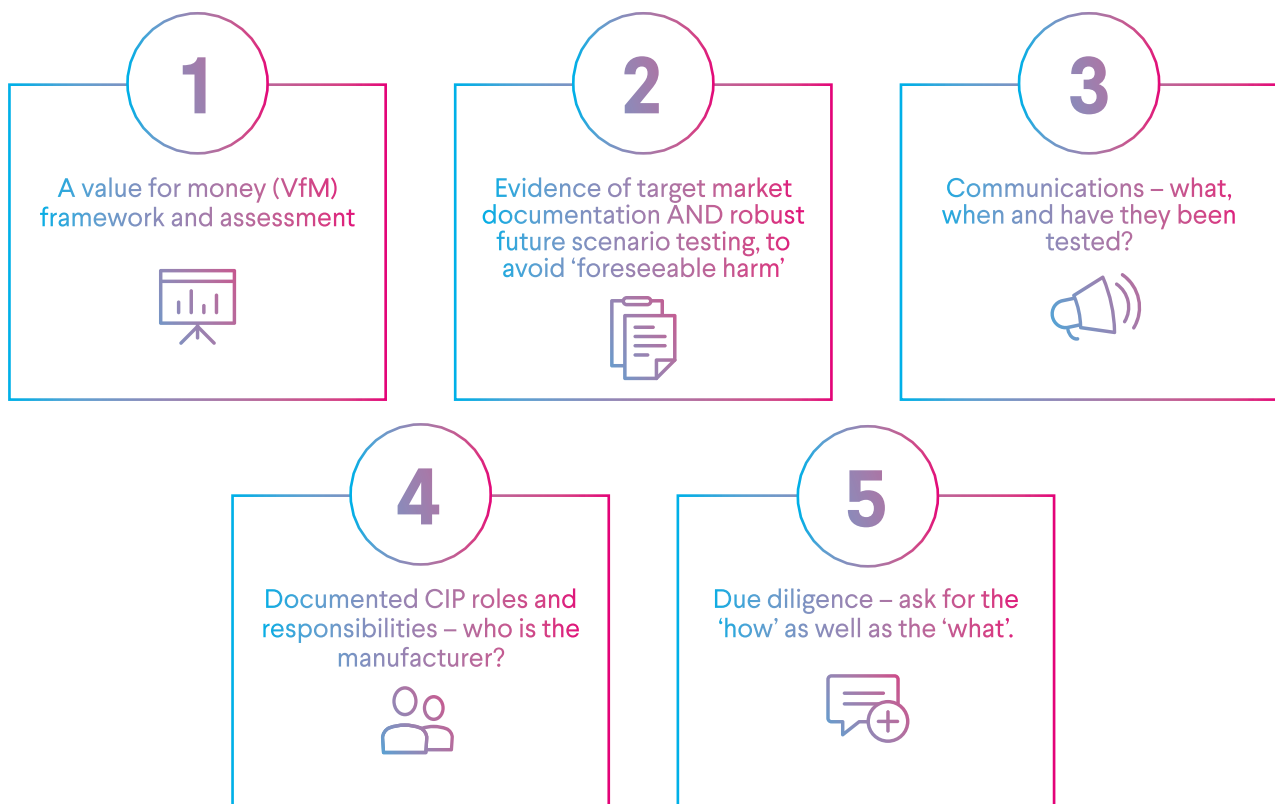 1
A value for money (VfM)
framework and assessment
2
Evidence of target market
documentation AND robust
future scenario testing, to
avoid ‘foreseeable harm’
3
Communications – what,
when and have they been
tested?
4
Documented CIP roles and
responsibilities – who is the
manufacturer?
5
Due diligence – ask for the
‘how’ as well as the ‘what’.